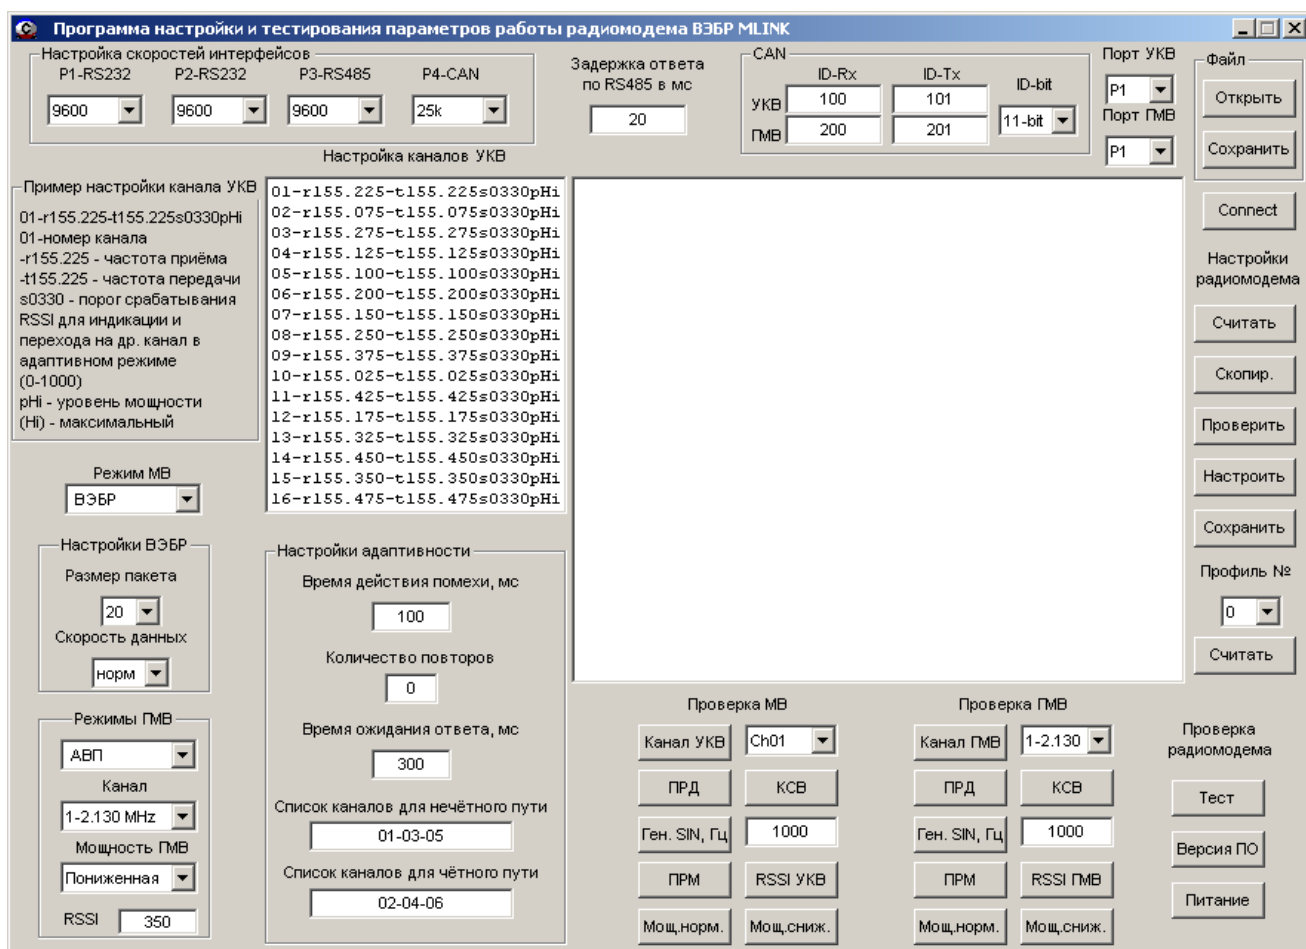 Программа настройки и тестирования параметров работы радиомодема ВЭБР MLINK
Настройка скоростей интерфейсов
P1-RS232 P2-RS232 P3-RS485 P4-CAN
9600 9600 9600 25k
Задержка ответа
по RS485 в мс
20
CAN
ID-Rx ID-Tx ID-bit
УКВ 100 101
11-bit
ГМВ 200 201
Порт УКВ
P1
Порт ГМВ
P1
Файл
Открыть
Сохранить
Настройка каналов УКВ
Пример настройки канала УКВ
01-r155.225-t155.225s0330pHi
01-номер канала
-r155.225 - частота приёма
-t155.225 - частота передачи
s0330 - порог срабатывания
RSSI для индикации и
перехода на др. канал в
адаптивном режиме
(0-1000)
pHi - уровень мощности
(Hi) - максимальный
01-r155.225-t155.225s0330pHi
02-r155.075-t155.075s0330pHi
03-r155.275-t155.275s0330pHi
04-r155.125-t155.125s0330pHi
05-r155.100-t155.100s0330pHi
06-r155.200-t155.200s0330pHi
07-r155.150-t155.150s0330pHi
08-r155.250-t155.250s0330pHi
09-r155.375-t155.375s0330pHi
10-r155.025-t155.025s0330pHi
11-r155.425-t155.425s0330pHi
12-r155.175-t155.175s0330pHi
13-r155.325-t155.325s0330pHi
14-r155.450-t155.450s0330pHi
15-r155.350-t155.350s0330pHi
16-r155.475-t155.475s0330pHi
Connect
Настройки
радиомодема
Считать
Скопир.
Проверить
Настроить
Сохранить
Профиль №
0
Считать
Режим МВ
ВЭБР
Настройки ВЭБР
Размер пакета
20
Скорость данных
норм
Режимы ГМВ
АВП
Канал
1-2.130 MHz
Мощность ГМВ
Пониженная
RSSI 350
Настройки адаптивности
Время действия помехи, мс
100
Количество повторов
0
Время ожидания ответа, мс
300
Список каналов для нечётного пути
01-03-05
Список каналов для чётного пути
02-04-06
Проверка МВ
Канал УКВ Ch01
ПРД КСВ
Ген. SIN, Гц 1000
ПРМ RSSI УКВ
Мощ.норм. Мощ.сниж.
Проверка ГМВ
Канал ГМВ 1-2.130
ПРД КСВ
Ген. SIN, Гц 1000
ПРМ RSSI ГМВ
Мощ.норм. Мощ.сниж.
Проверка
радиомодема
Тест
Версия ПО
Питание